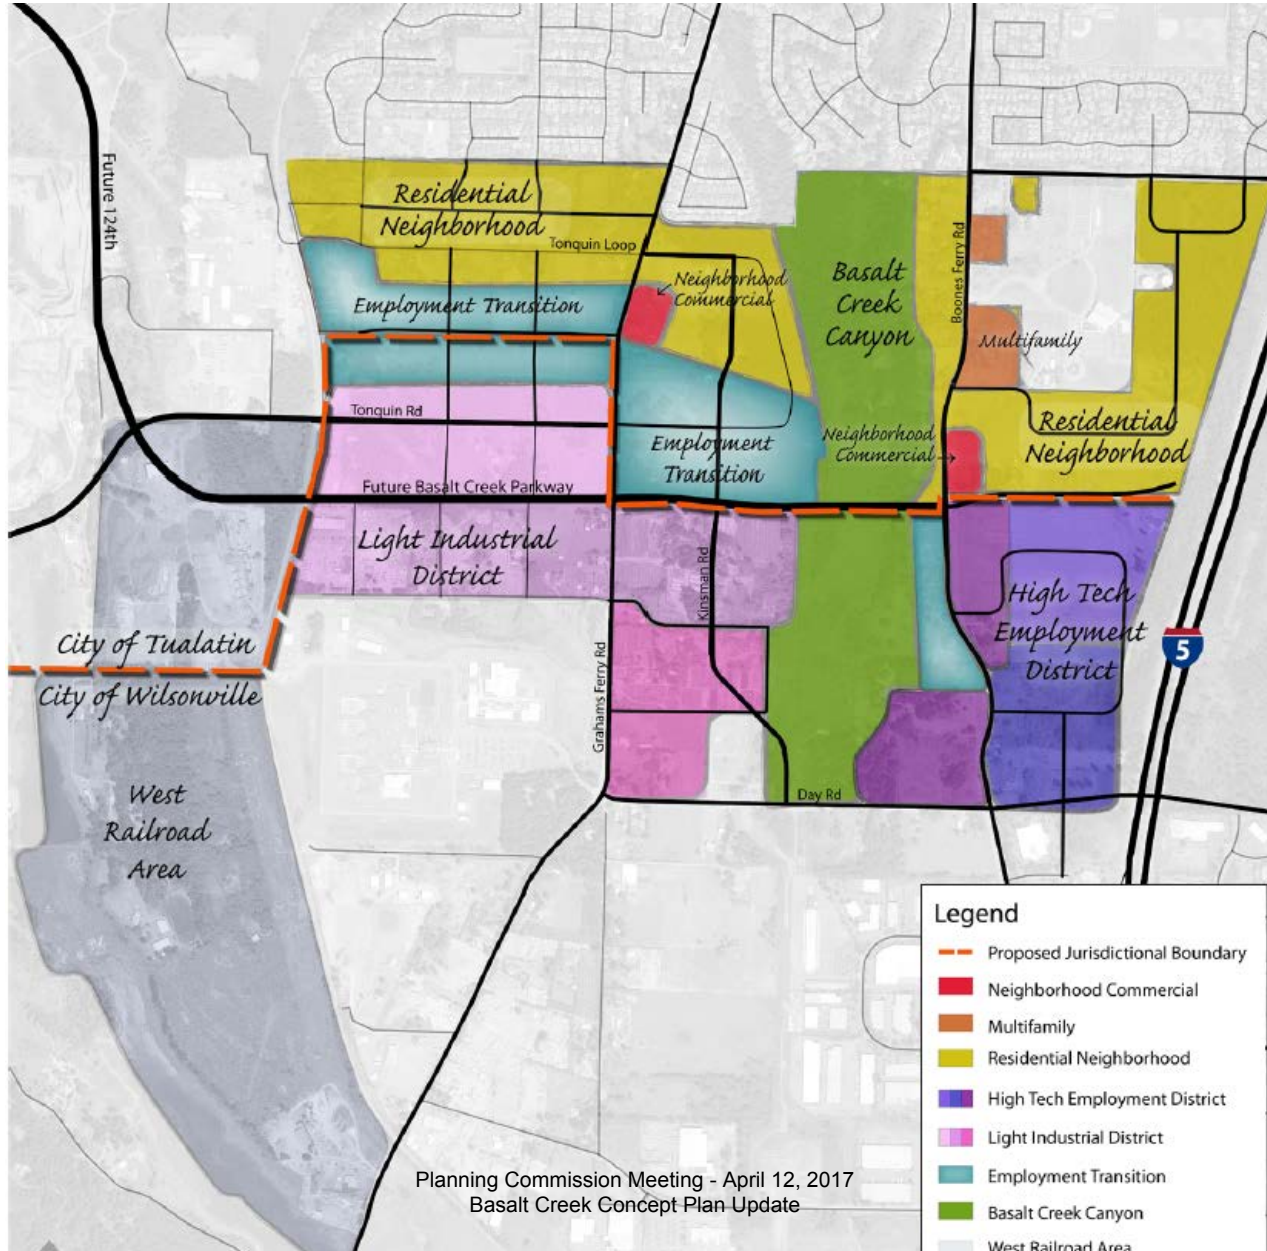 Future 124th
Residential
Neighborhood
Tonquin Loop
Employment Transition
Neighborhood
Commercial
Basalt
Creek
Canyon
Boones Ferry Rd
Multifamily
Tonquin Rd
Employment
Transition
Neighborhood
Commercial
Residential
Neighborhood
Future Basalt Creek Parkway
Light Industrial
District
Kinsman Rd
High Tech
Employment
District
5
City of Tualatin
City of Wilsonville
Grahams Ferry Rd
West
Railroad
Area
Day Rd
Legend
Proposed Jurisdictional Boundary
Neighborhood Commercial
Multifamily
Residential Neighborhood
High Tech Employment District
Light Industrial District
Employment Transition
Basalt Creek Canyon
West Railroad Area
Planning Commission Meeting - April 12, 2017
Basalt Creek Concept Plan Update